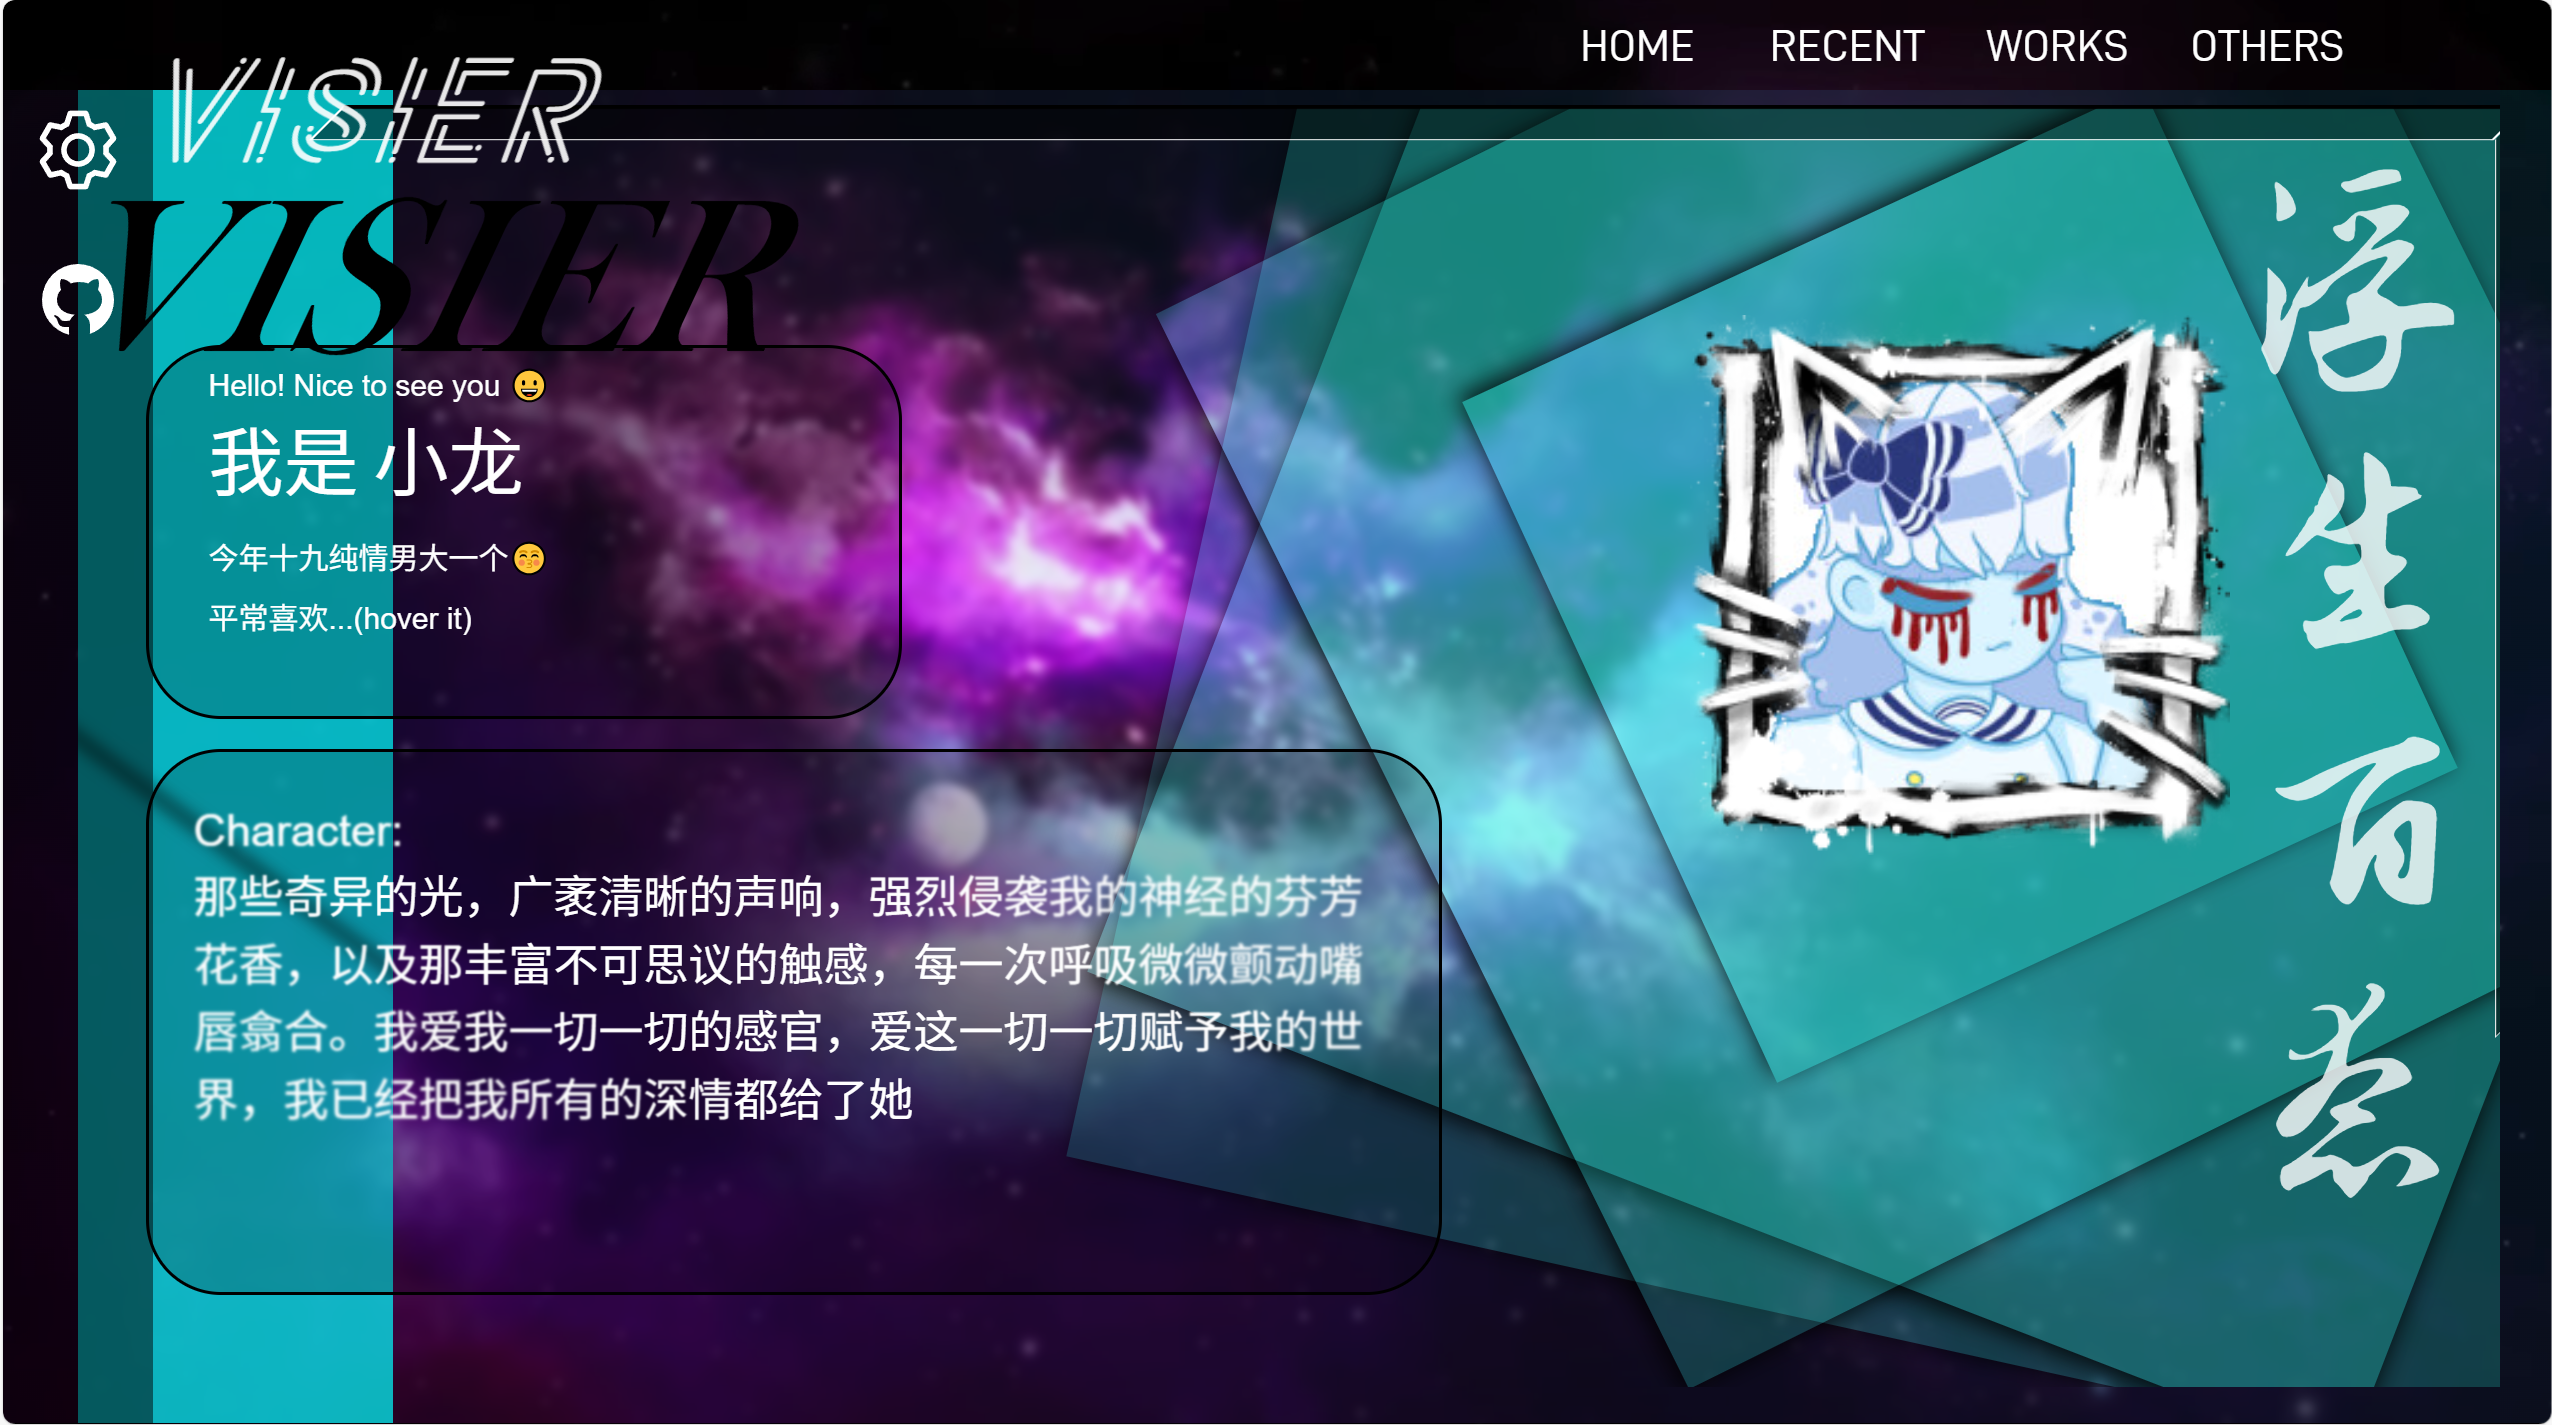 HOME RECENT WORKS OTHERS
VISIER
VISIER
Hello! Nice to see you 😀
我是 小龙
今年十九纯情男大一个😚
平常喜欢...(hover it)
Character:
那些奇异的光，广袤清晰的声响，强烈侵袭我的神经的芬芳
花香，以及那丰富不可思议的触感，每一次呼吸微微颤动嘴
唇翕合。我爱我一切一切的感官，爱这一切一切赋予我的世
界，我已经把我所有的深情都给了她
浮生百态